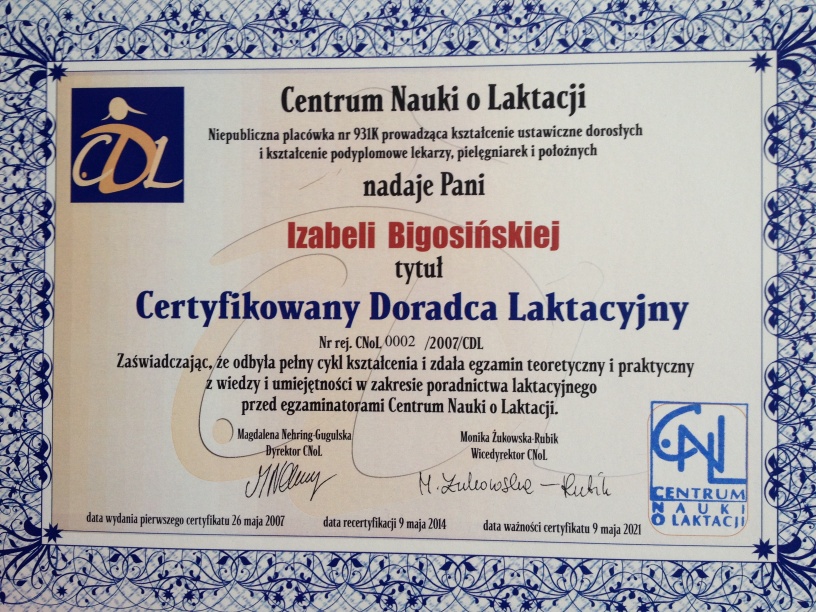 CDL
Centrum Nauki o Laktacji
Niepubliczna placówka nr 931K prowadząca kształcenie ustawiczne dorosłych
i kształcenie podyplomowe lekarzy, pielęgniarek i położnych
nadaje Pani
Izabeli Bigosińskiej
tytuł
Certyfikowany Doradca Laktacyjny
Nr rej. CNoL 0002 /2007/CDL
Zaświadczając, że odbyła pełny cykl kształcenia i zdała egzamin teoretyczny i praktyczny
z wiedzy i umiejętności w zakresie poradnictwa laktacyjnego
przed egzaminatorami Centrum Nauki o Laktacji.
Magdalena Nehring-Gugulska
Dyrektor CNoL
Monika Żukowska-Rubik
Wicedyrektor CNoL
M. Żukowska-Rubik
CNoL
CENTRUM
NAUKI
O LAKTACJI
data wydania pierwszego certyfikatu 26 maja 2007
data recertyfikacji 9 maja 2014
data ważności certyfikatu 9 maja 2021